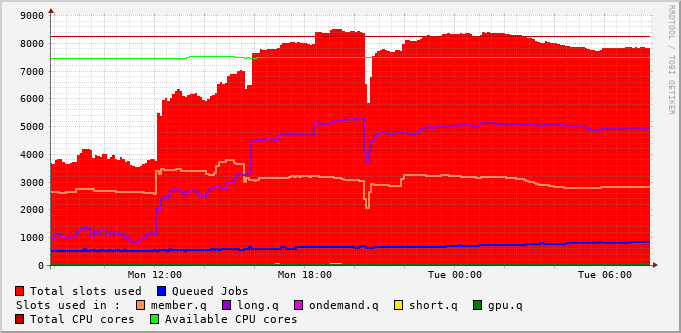 9000
8000
7000
6000
5000
4000
3000
2000
1000
0
Mon 12:00 Mon 18:00 Tue 00:00 Tue 06:00
RRDTOOL / TOBI OETIKER
Total slots used Queued Jobs
Slots used in : member.q long.q ondemand.q short.q gpu.q
Total CPU cores Available CPU cores